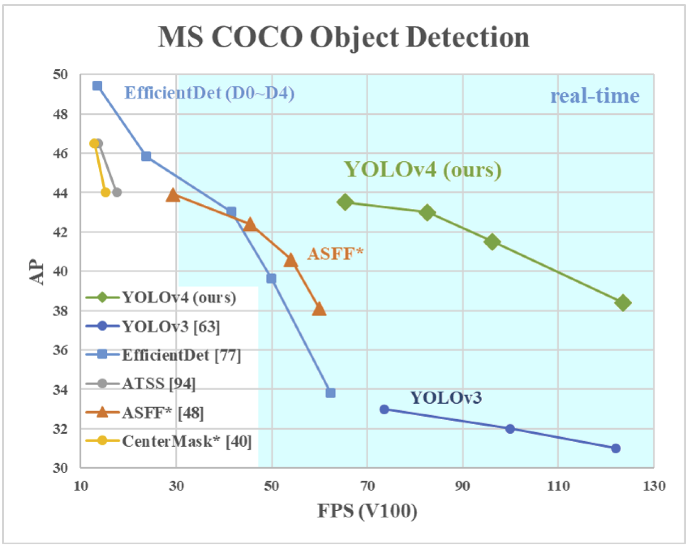 MS COCO Object Detection
50
48
46
44
42
40
38
36
34
32
30
AP
EfficientDet (D0~D4)
real-time
YOLOv4 (ours)
ASFF*
YOLOv3
YOLOv4 (ours)
YOLOv3 [63]
EfficientDet [77]
ATSS [94]
ASFF* [48]
CenterMask* [40]
10 30 50 70 90 110 130
FPS (V100)